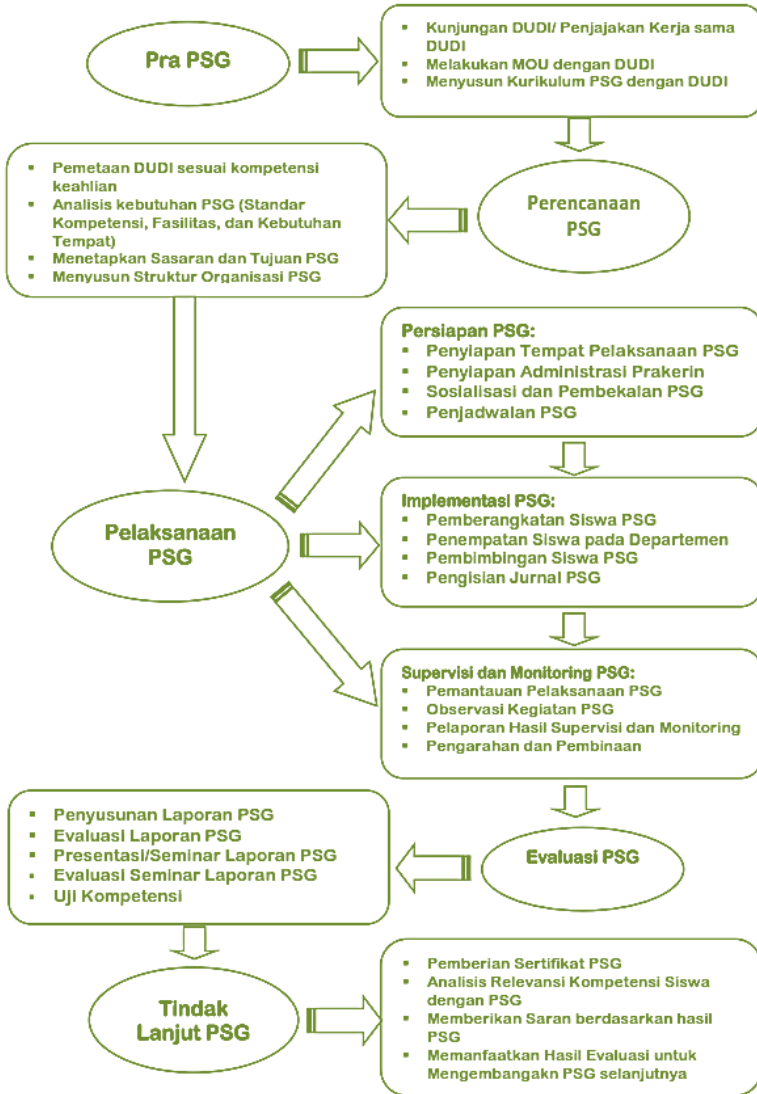 Pra PSG
▪ Kunjungan DUDI/ Penjajakan Kerja sama
DUDI
▪ Melakukan MOU dengan DUDI
▪ Menyusun Kurikulum PSG dengan DUDI
Perencanaan
PSG
▪ Pemetaan DUDI sesuai kompetensi
keahlian
▪ Analisis kebutuhan PSG (Standar
Kompetensi, Fasilitas, dan Kebutuhan
Tempat)
▪ Menetapkan Sasaran dan Tujuan PSG
▪ Menyusun Struktur Organisasi PSG
Pelaksanaan
PSG
Persiapan PSG:
▪ Penyiapan Tempat Pelaksanaan PSG
▪ Penyiapan Administrasi Prakerin
▪ Sosialisasi dan Pembekalan PSG
▪ Penjadwalan PSG
Implementasi PSG:
▪ Pemberangkatan Siswa PSG
▪ Penempatan Siswa pada Departemen
▪ Pembimbingan Siswa PSG
▪ Pengisian Jurnal PSG
Supervisi dan Monitoring PSG:
▪ Pemantauan Pelaksanaan PSG
▪ Observasi Kegiatan PSG
▪ Pelaporan Hasil Supervisi dan Monitoring
▪ Pengarahan dan Pembinaan
Evaluasi PSG
▪ Penyusunan Laporan PSG
▪ Evaluasi Laporan PSG
▪ Presentasi/Seminar Laporan PSG
▪ Evaluasi Seminar Laporan PSG
▪ Uji Kompetensi
Tindak
Lanjut PSG
▪ Pemberian Sertifikat PSG
▪ Analisis Relevansi Kompetensi Siswa
dengan PSG
▪ Memberikan Saran berdasarkan hasil
PSG
▪ Memanfaatkan Hasil Evaluasi untuk
Mengembangakn PSG selanjutnya